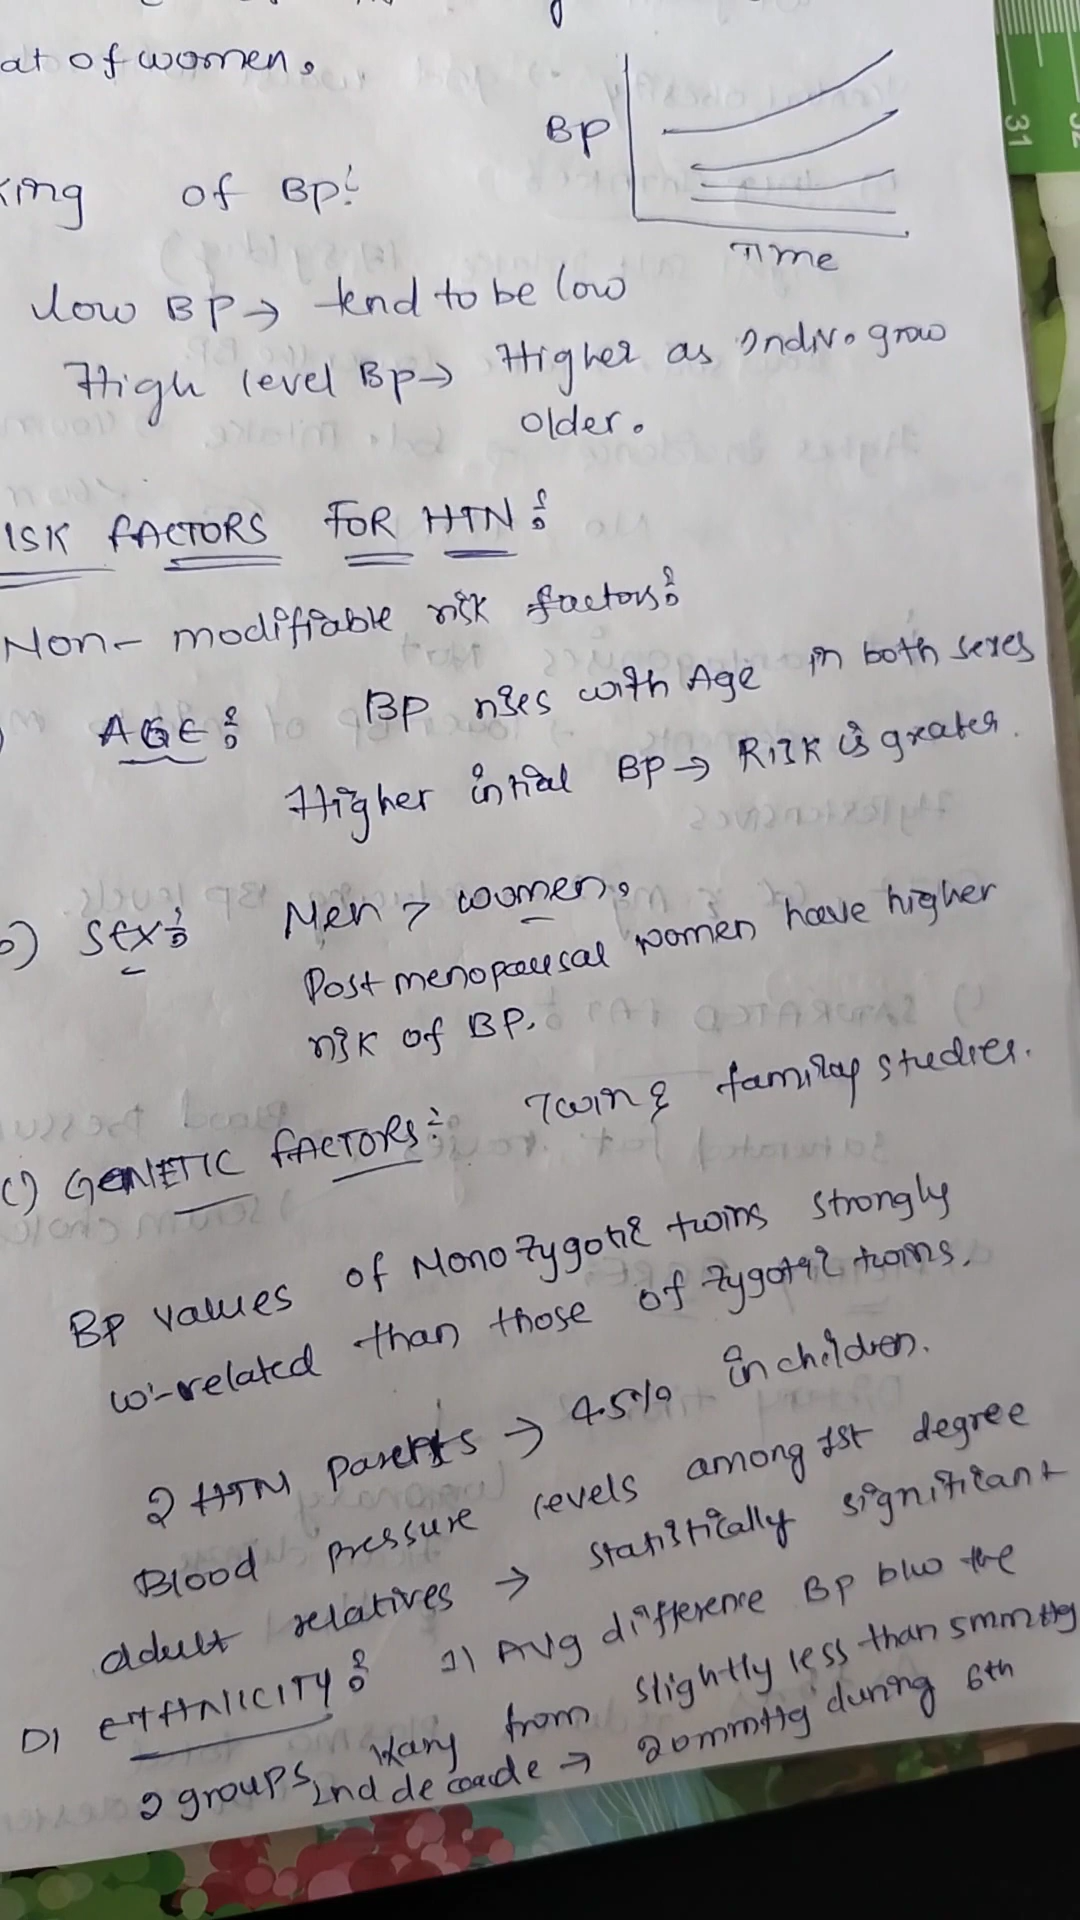 at of women.
BP
Time
king of BP:
low BP → tend to be low
High level BP → Higher as Indiv. grow
older.
ISK FACTORS FOR HTN:
Non-modifiable risk factors:
AGE: BP rises with Age in both sexes
Higher initial BP → Risk is greater.
b) Sex: Men > women.
Post menopausal women have higher
risk of BP.
c) GENETIC FACTORS: Twin & family studies.
BP values of Monozygotic twins strongly
co-related than those of zygotic twins.
2 HTN parents → 45% in children.
Blood pressure levels among 1st degree
adult relatives → statistically significant
D) ETHNICITY: 1) Avg difference BP b/w the
2 groups vary from slightly less than 5mmHg
2nd decade → 20mmHg during 6th
31
32